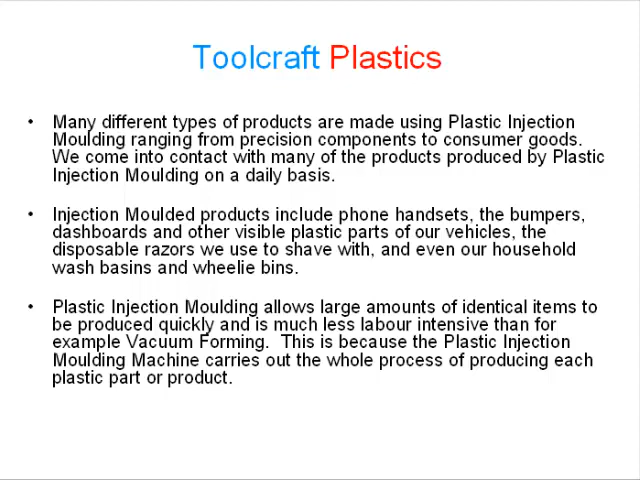 Toolcraft Plastics
• Many different types of products are made using Plastic Injection
Moulding ranging from precision components to consumer goods.
We come into contact with many of the products produced by Plastic
Injection Moulding on a daily basis.
• Injection Moulded products include phone handsets, the bumpers,
dashboards and other visible plastic parts of our vehicles, the
disposable razors we use to shave with, and even our household
wash basins and wheelie bins.
• Plastic Injection Moulding allows large amounts of identical items to
be produced quickly and is much less labour intensive than for
example Vacuum Forming.  This is because the Plastic Injection
Moulding Machine carries out the whole process of producing each
plastic part or product.